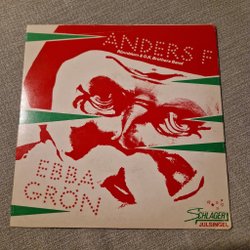 ANDERS F
Rönnblom & O.K. Brothers Band
EBBA
GRÖN
SCHLAGER!
JULSINGEL